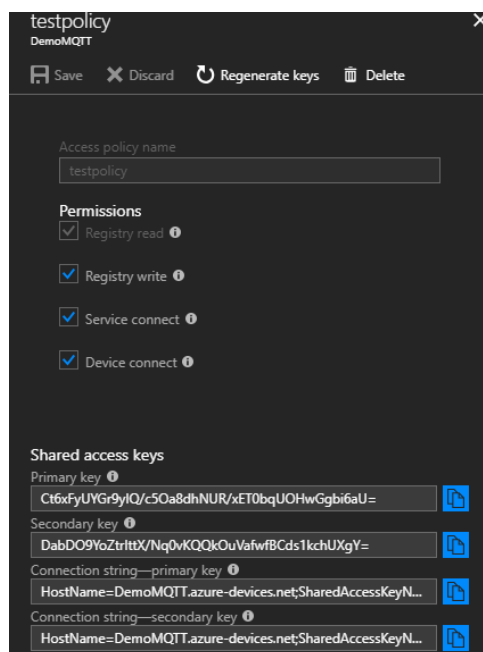 testpolicy
DemoMQTT
Save Discard Regenerate keys Delete
Access policy name
testpolicy
Permissions
Registry read
Registry write
Service connect
Device connect
Shared access keys
Primary key
Ct6xFyUYGr9ylQ/c5Oa8dhNUR/xET0bqUOHwGgbi6aU=
Secondary key
DabDO9YoZtrIttX/Nq0vKQQkOuVafwfBCds1kchUXgY=
Connection string—primary key
HostName=DemoMQTT.azure-devices.net;SharedAccessKeyN...
Connection string—secondary key
HostName=DemoMQTT.azure-devices.net;SharedAccessKeyN...